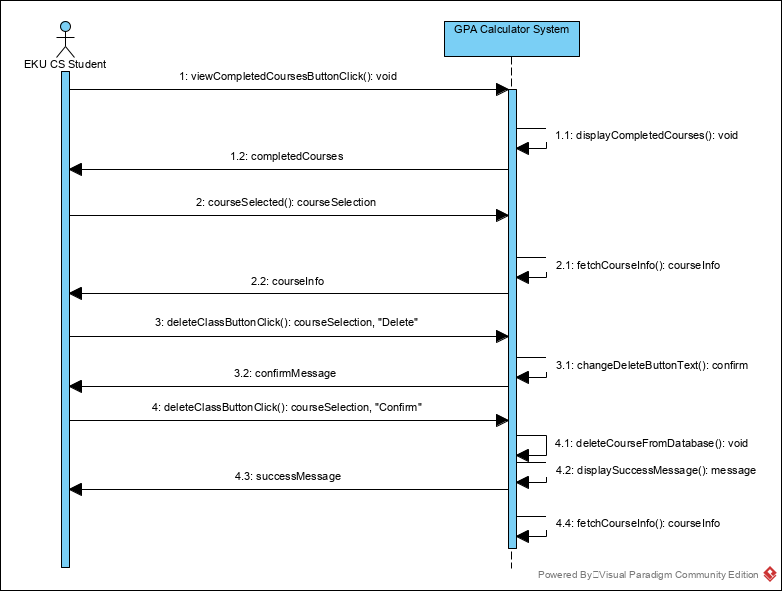 GPA Calculator System
EKU CS Student
1: viewCompletedCoursesButtonClick(): void
1.1: displayCompletedCourses(): void
1.2: completedCourses
2: courseSelected(): courseSelection
2.1: fetchCourseInfo(): courseInfo
2.2: courseInfo
3: deleteClassButtonClick(): courseSelection, "Delete"
3.1: changeDeleteButtonText(): confirm
3.2: confirmMessage
4: deleteClassButtonClick(): courseSelection, "Confirm"
4.1: deleteCourseFromDatabase(): void
4.2: displaySuccessMessage(): message
4.3: successMessage
4.4: fetchCourseInfo(): courseInfo
Powered By Visual Paradigm Community Edition